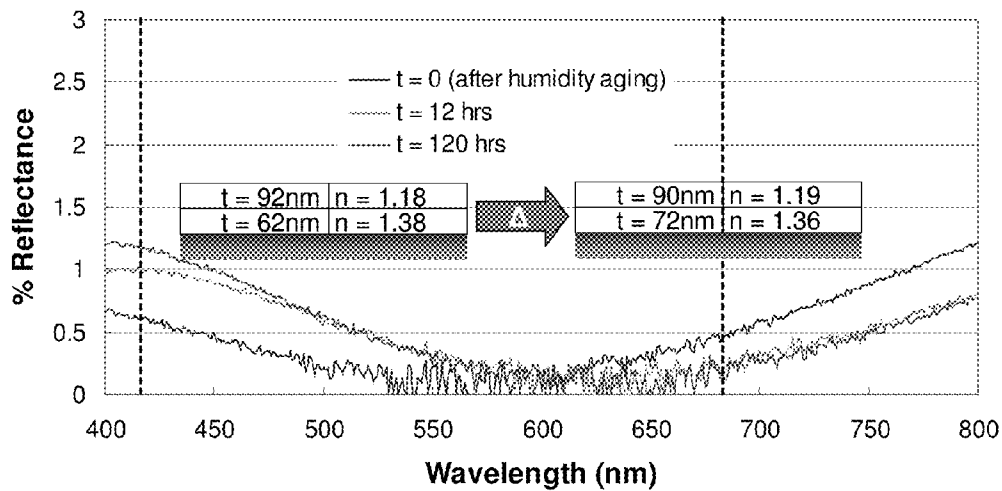 3
2.5
2
1.5
1
0.5
0
% Reflectance
t = 0 (after humidity aging)
t = 12 hrs
t = 120 hrs
t = 92nm n = 1.18
t = 62nm n = 1.38
Δ
t = 90nm n = 1.19
t = 72nm n = 1.36
400 450 500 550 600 650 700 750 800
Wavelength (nm)